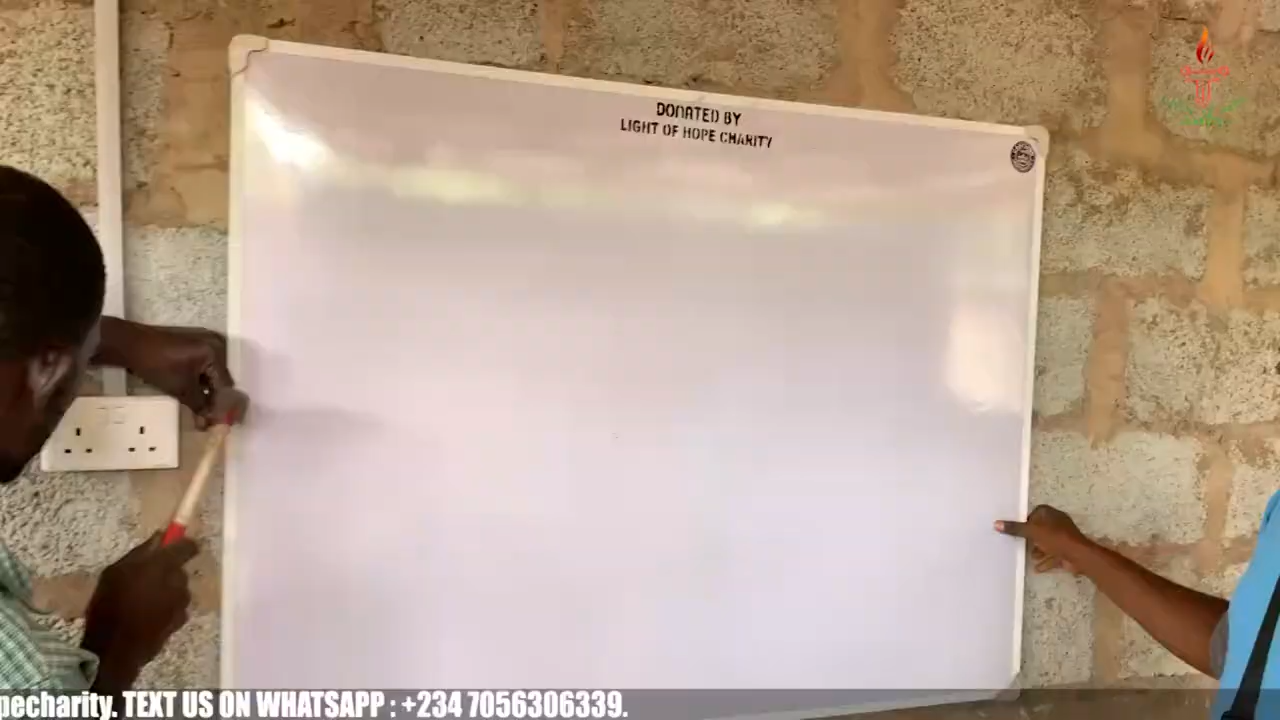 DONATED BY
LIGHT OF HOPE CHARITY
pecharity. TEXT US ON WHATSAPP : +234 7056306339.